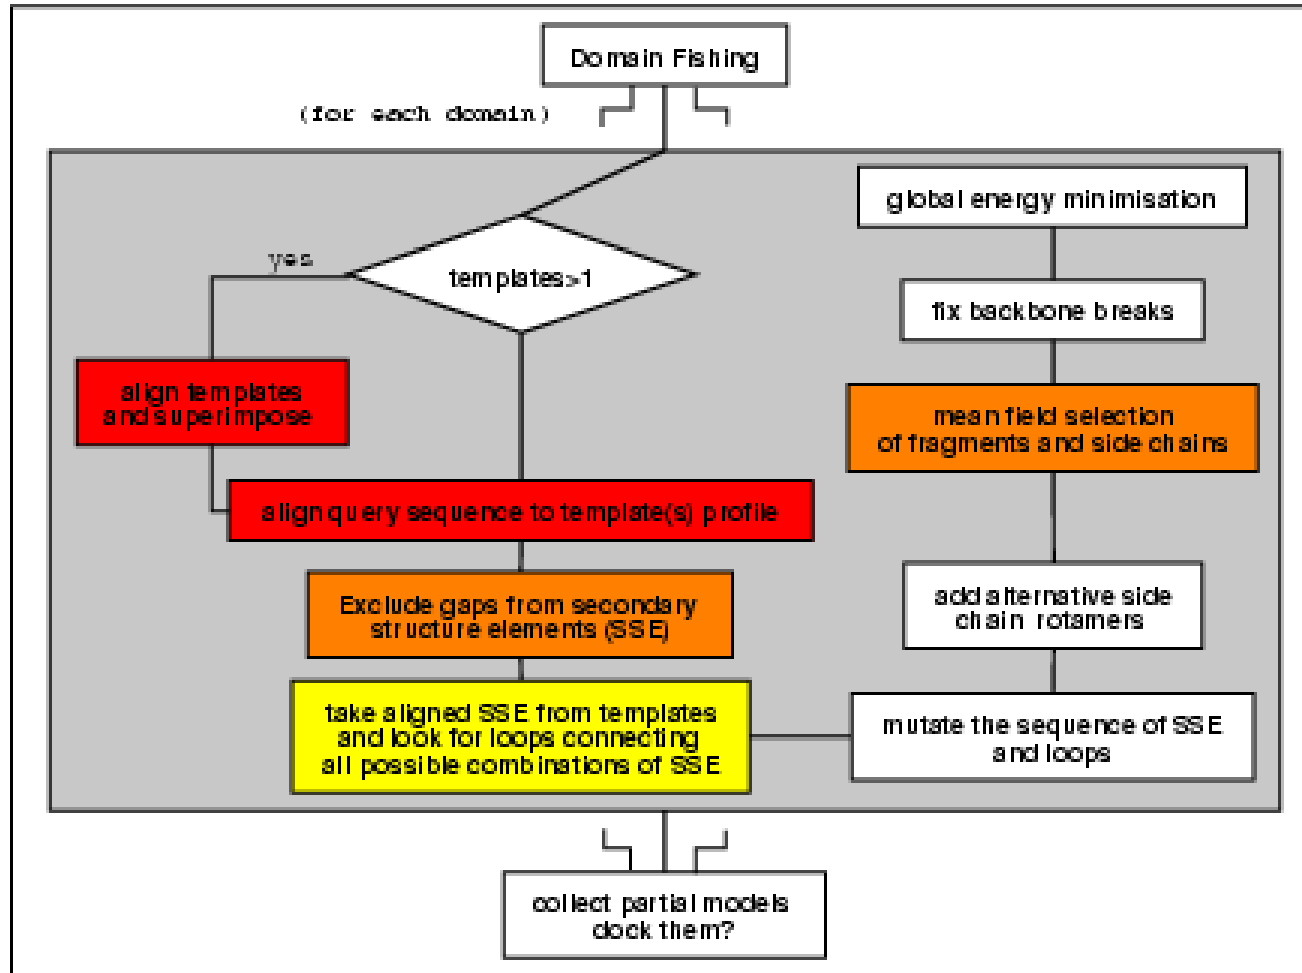 Domain Fishing
(for each domain)
global energy minimisation
yes
templates>1
fix backbone breaks
align templates
and superimpose
mean field selection
of fragments and side chains
align query sequence to template(s) profile
Exclude gaps from secondary
structure elements (SSE)
add alternative side
chain rotamers
take aligned SSE from templates
and look for loops connecting
all possible combinations of SSE
mutate the sequence of SSE
and loops
collect partial models
dock them?